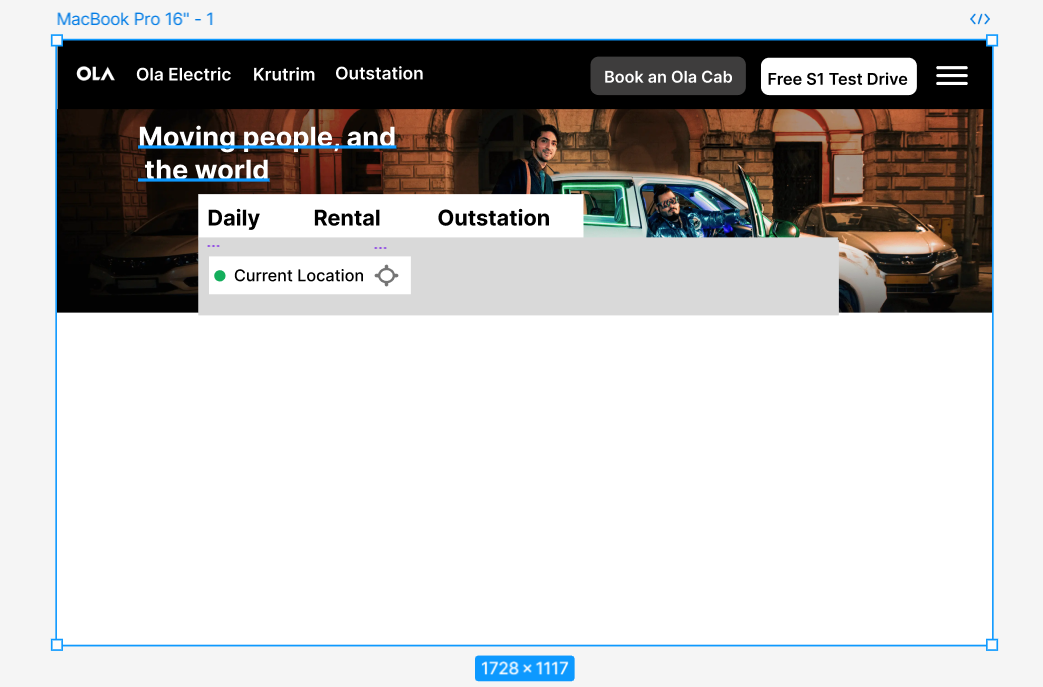 MacBook Pro 16" - 1
OLA Ola Electric Krutrim Outstation Book an Ola Cab Free S1 Test Drive
Moving people, and
the world
Daily Rental Outstation
... ...
Current Location
1728 × 1117